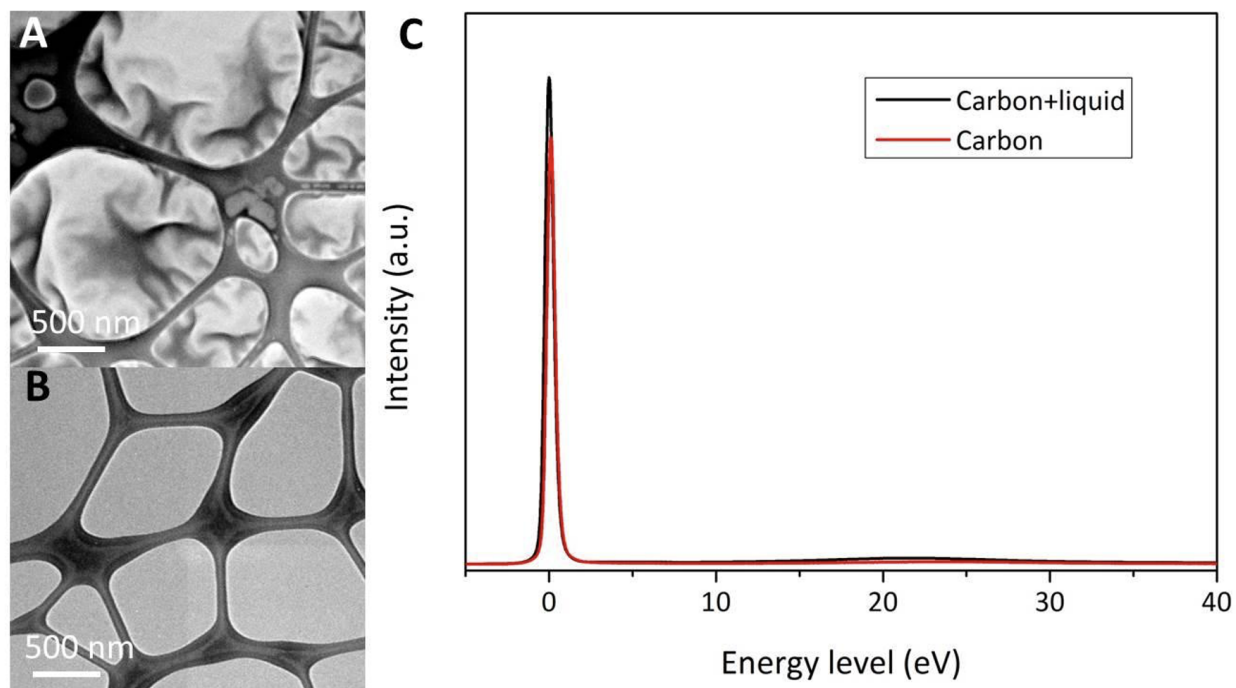 A
500 nm
B
500 nm
C
Carbon+liquid
Carbon
Intensity (a.u.)
0 10 20 30 40
Energy level (eV)